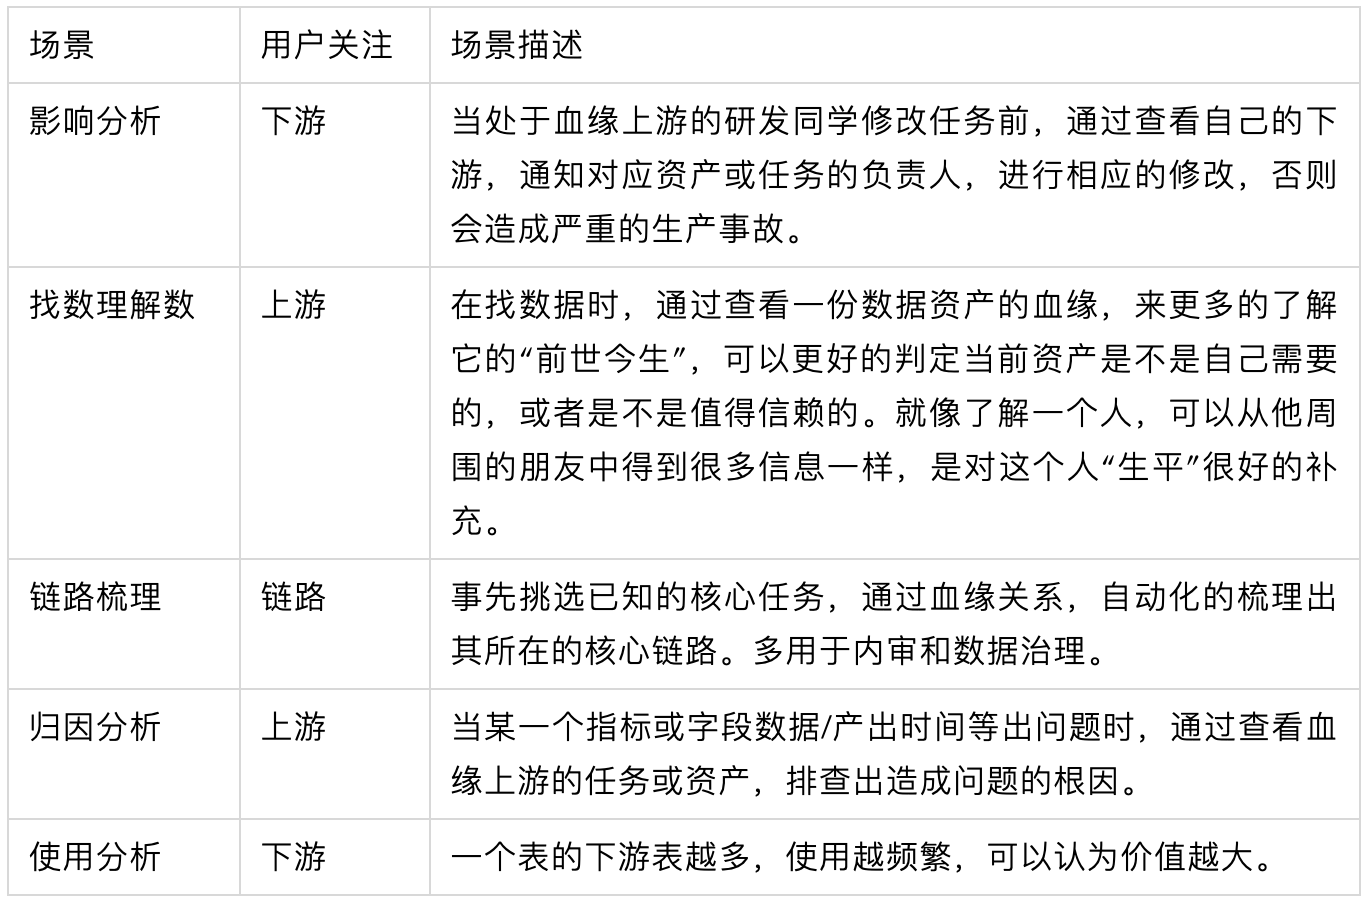 场景 用户关注 场景描述
影响分析 下游 当处于血缘上游的研发同学修改任务前，通过查看自己的下
游，通知对应资产或任务的负责人，进行相应的修改，否则
会造成严重的生产事故。
找数理解数 上游 在找数据时，通过查看一份数据资产的血缘，来更多的了解
它的“前世今生”，可以更好的判定当前资产是不是自己需要
的，或者是不是值得信赖的。就像了解一个人，可以从他周
围的朋友中得到很多信息一样，是对这个人“生平”很好的补
充。
链路梳理 链路 事先挑选已知的核心任务，通过血缘关系，自动化的梳理出
其所在的核心链路。多用于内审和数据治理。
归因分析 上游 当某一个指标或字段数据/产出时间等出问题时，通过查看血
缘上游的任务或资产，排查出造成问题的根因。
使用分析 下游 一个表的下游表越多，使用越频繁，可以认为价值越大。